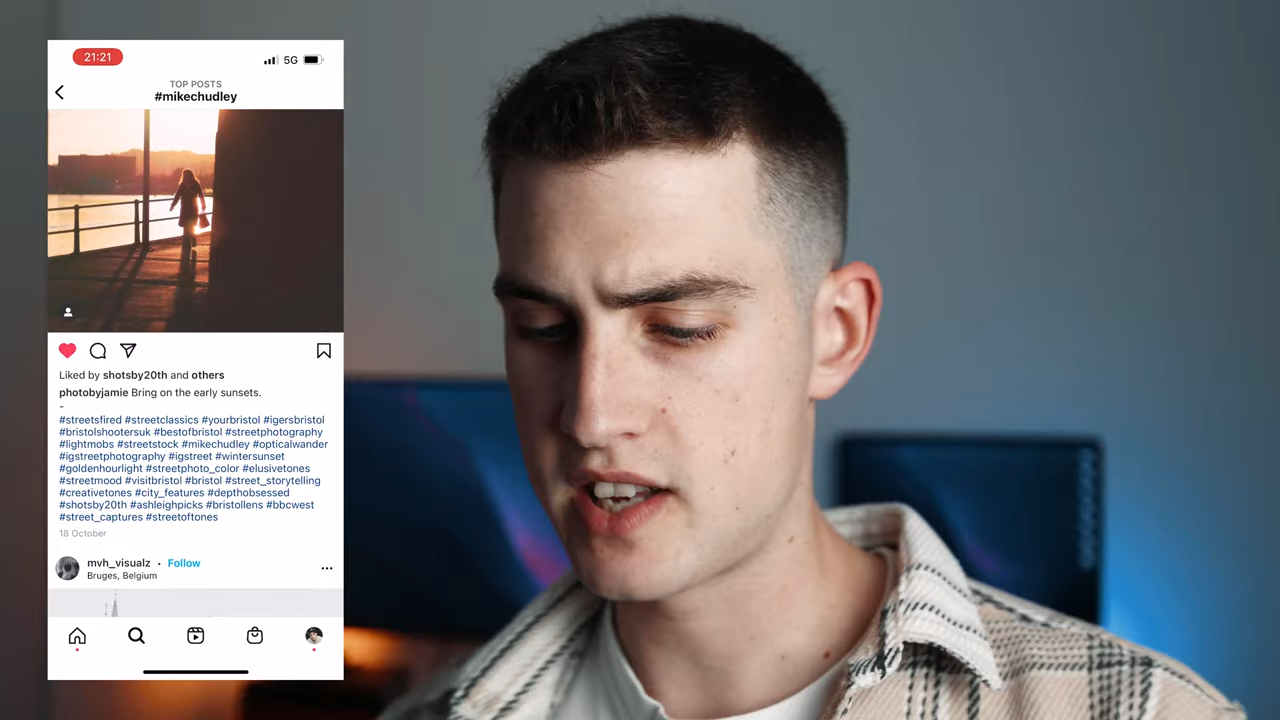 21:21
5G
TOP POSTS
#mikechudley
Liked by shotsby20th and others
photobyjamie Bring on the early sunsets.
-
#streetsfired #streetclassics #yourbristol #igersbristol
#bristolshootersuk #bestofbristol #streetphotography
#lightmobs #streetstock #mikechudley #opticalwander
#igstreetphotography #igstreet #wintersunset
#goldenhourlight #streetphoto_color #elusivetones
#streetmood #visitbristol #bristol #street_storytelling
#creativetones #city_features #depthobsessed
#shotsby20th #ashleighpicks #bristollens #bbcwest
#street_captures #streetoftones
18 October
mvh_visualz • Follow
Bruges, Belgium